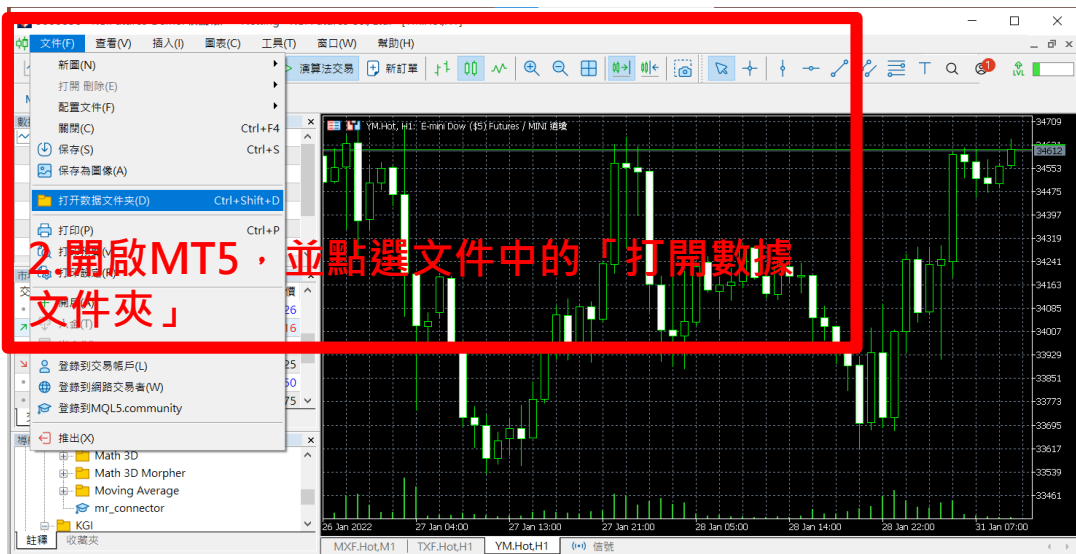 文件(F) 查看(V) 插入(I) 圖表(C) 工具(T) 窗口(W) 幫助(H)
演算法交易 新訂單 LVL
新圖(N)
打開 刪除(E)
配置文件(F)
關閉(C) Ctrl+F4
保存(S) Ctrl+S
保存為圖像(A)
打开数据文件夹(D) Ctrl+Shift+D
打印(P) Ctrl+P
2.開啟MT5，並點選文件中的「打開數據
文件夾」
登錄到交易帳戶(L)
登錄到網路交易者(W)
登錄到MQL5.community
推出(X)
Math 3D
Math 3D Morpher
Moving Average
mr_connector
KGI
註釋 收藏夾
YM.Hot, H1: E-mini Dow ($5) Futures / MINI 道瓊
34709
34612
34553
34475
34397
34319
34241
34163
34085
34007
33929
33851
33773
33695
33617
33539
33461
26 Jan 2022 27 Jan 04:00 27 Jan 13:00 27 Jan 21:00 28 Jan 05:00 28 Jan 14:00 28 Jan 22:00 31 Jan 07:00
MXF.Hot,M1 TXF.Hot,H1 YM.Hot,H1 信號